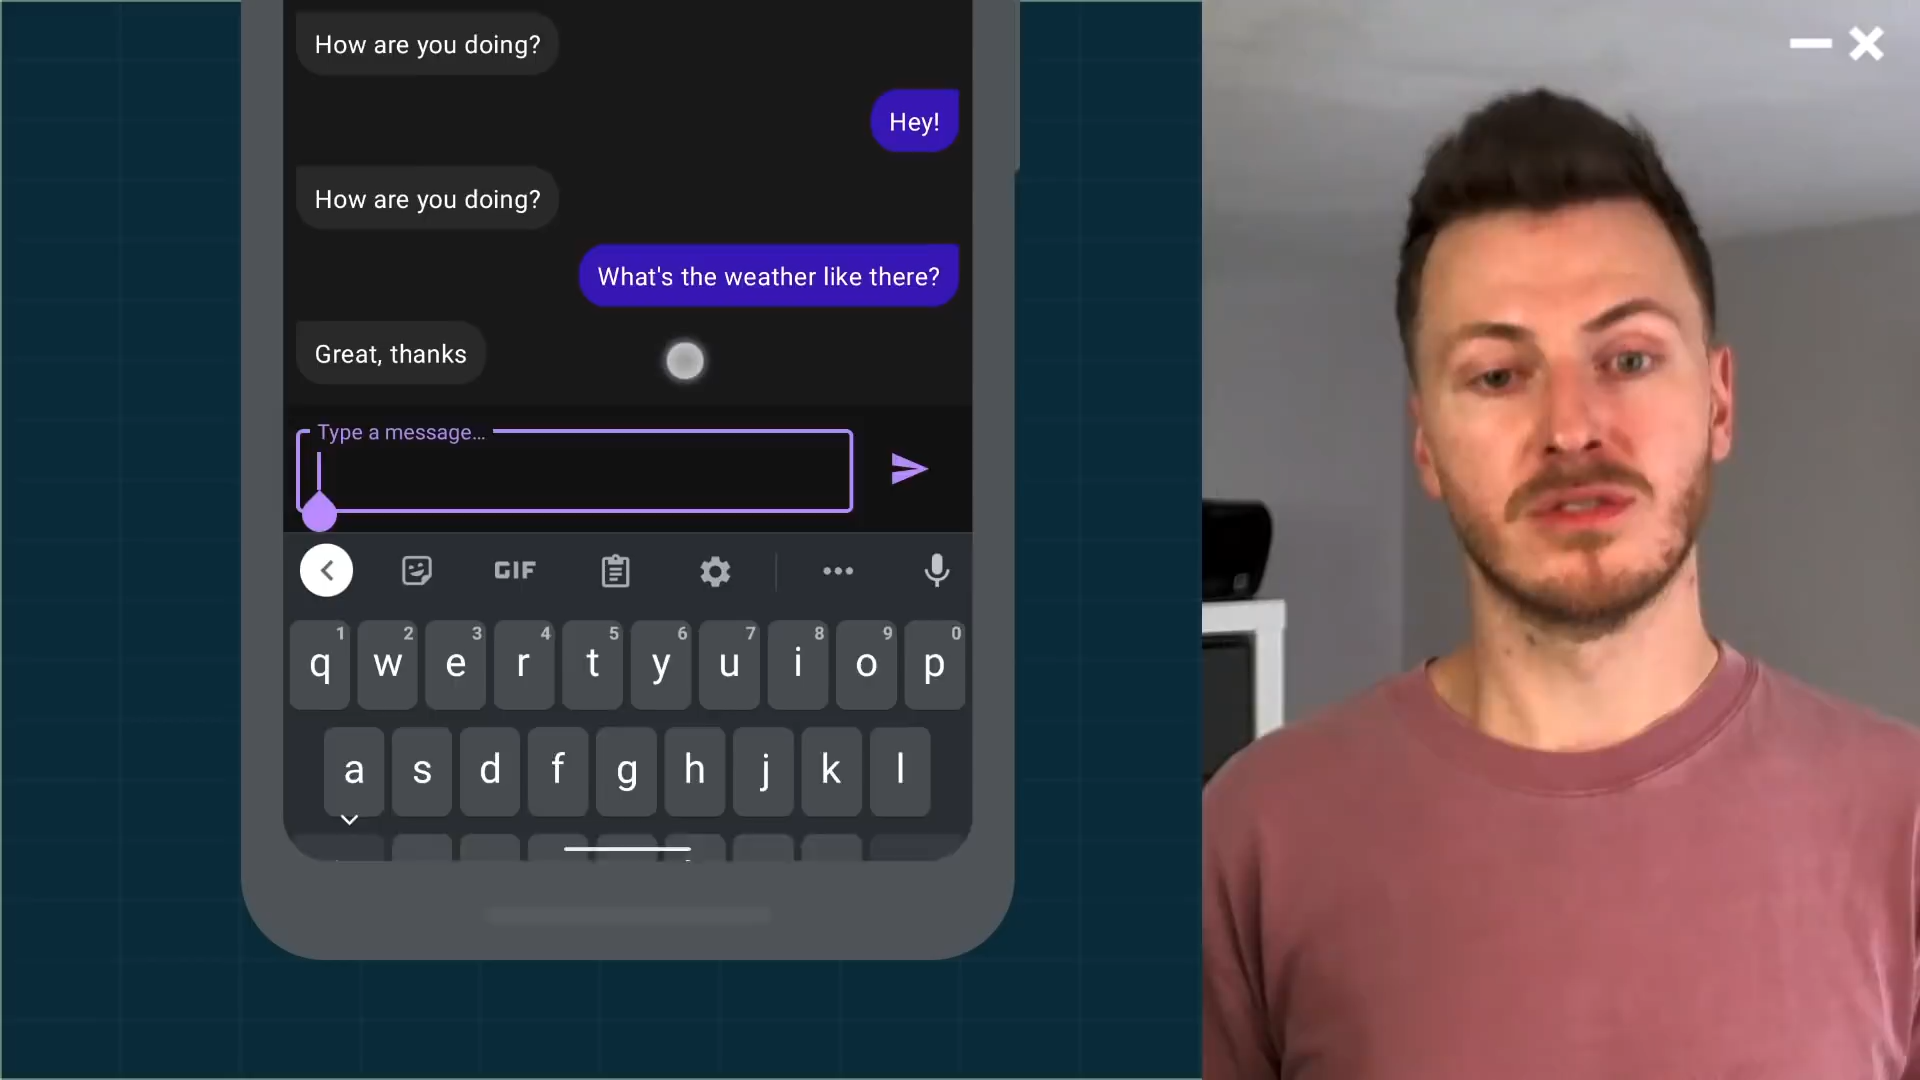 How are you doing?
Hey!
How are you doing?
What's the weather like there?
Great, thanks
Type a message...
GIF
1 2 3 4 5 6 7 8 9 0
q w e r t y u i o p
a s d f g h j k l